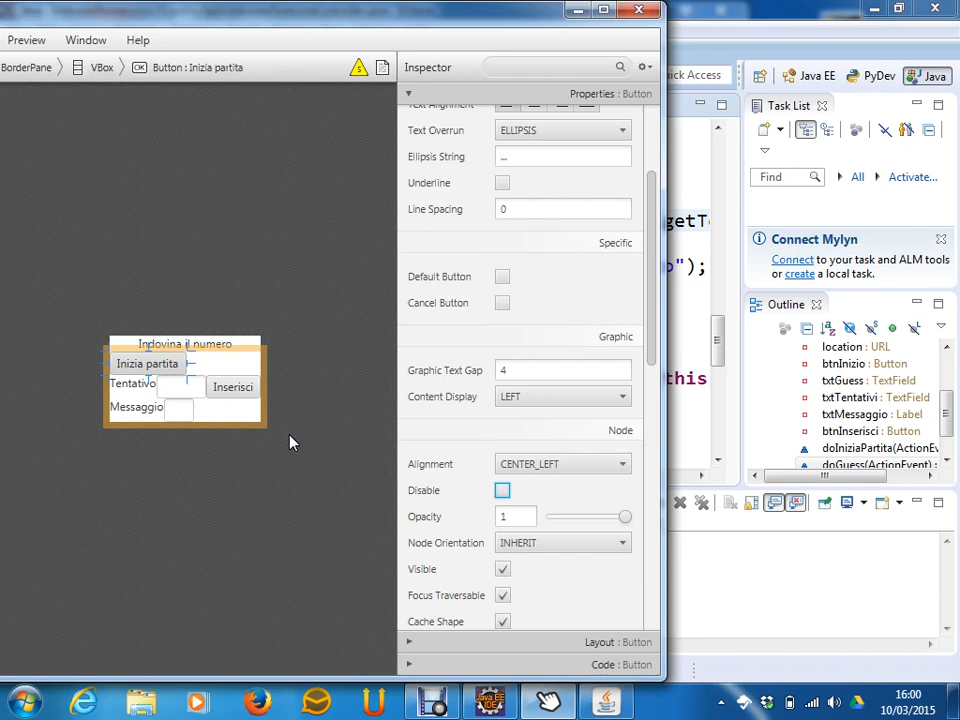 Preview Window Help
BorderPane VBox OK Button : Inizia partita
Indovina il numero
Inizia partita
Tentativo Inserisci
Messaggio
Inspector
Properties : Button
Text Overrun ELLIPSIS
Ellipsis String ...
Underline
Line Spacing 0
Specific
Default Button
Cancel Button
Graphic
Graphic Text Gap 4
Content Display LEFT
Node
Alignment CENTER_LEFT
Disable
Opacity 1
Node Orientation INHERIT
Visible
Focus Traversable
Cache Shape
Layout : Button
Code : Button
ick Access
Java EE PyDev Java
Task List
Find All Activate...
Connect Mylyn
Connect to your task and ALM tools
or create a local task.
Outline
location : URL
btnInizio : Button
txtGuess : TextField
txtTentativi : TextField
txtMessaggio : Label
btnInserisci : Button
doIniziaPartita(ActionEv
doGuess(ActionEvent) :
getT
");
this
16:00
10/03/2015